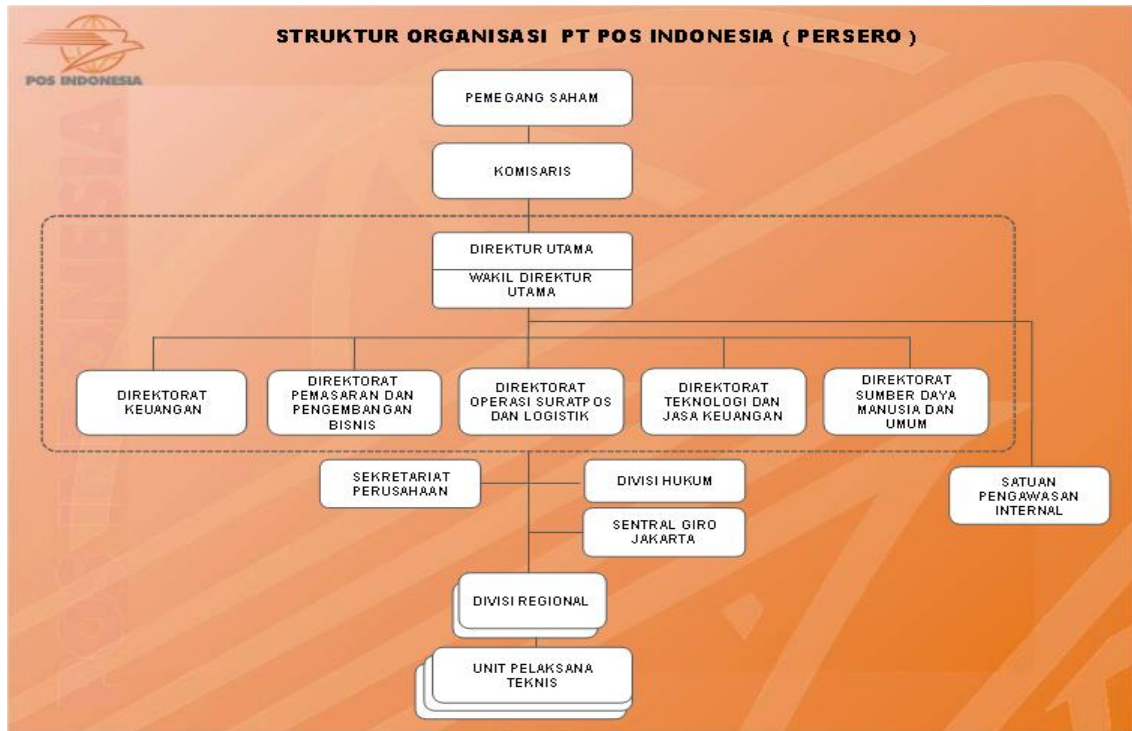 STRUKTUR ORGANISASI PT POS INDONESIA ( PERSERO )
POS INDONESIA
POS INDONESIA
PEMEGANG SAHAM
KOMISARIS
DIREKTUR UTAMA
WAKIL DIREKTUR
UTAMA
DIREKTORAT
KEUANGAN
DIREKTORAT
PEMASARAN DAN
PENGEMBANGAN
BISNIS
DIREKTORAT
OPERASI SURATPOS
DAN LOGISTIK
DIREKTORAT
TEKNOLOGI DAN
JASA KEUANGAN
DIREKTORAT
SUMBER DAYA
MANUSIA DAN
UMUM
SEKRETARIAT
PERUSAHAAN
DIVISI HUKUM
SATUAN
PENGAWASAN
INTERNAL
SENTRAL GIRO
JAKARTA
DIVISI REGIONAL
UNIT PELAKSANA
TEKNIS